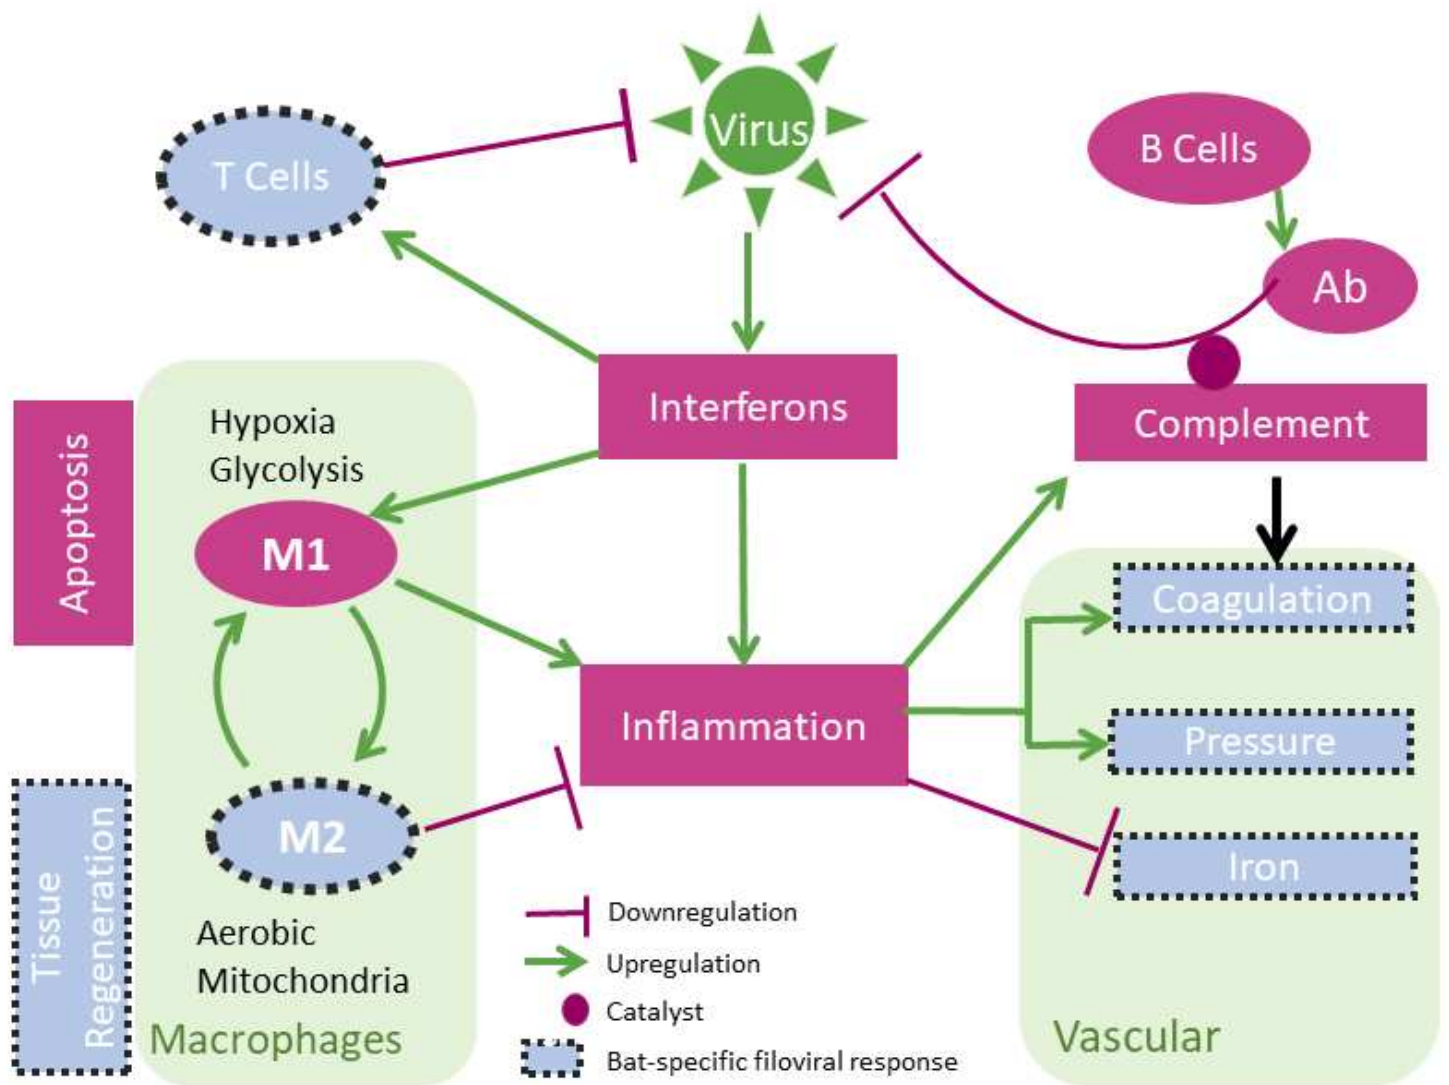 Virus
T Cells
B Cells
Ab
Interferons
Complement
Apoptosis
Hypoxia
Glycolysis
M1
Coagulation
Inflammation
Pressure
M2
Iron
Tissue
Regeneration
Aerobic
Mitochondria
Macrophages
Downregulation
Upregulation
Catalyst
Bat-specific filoviral response
Vascular